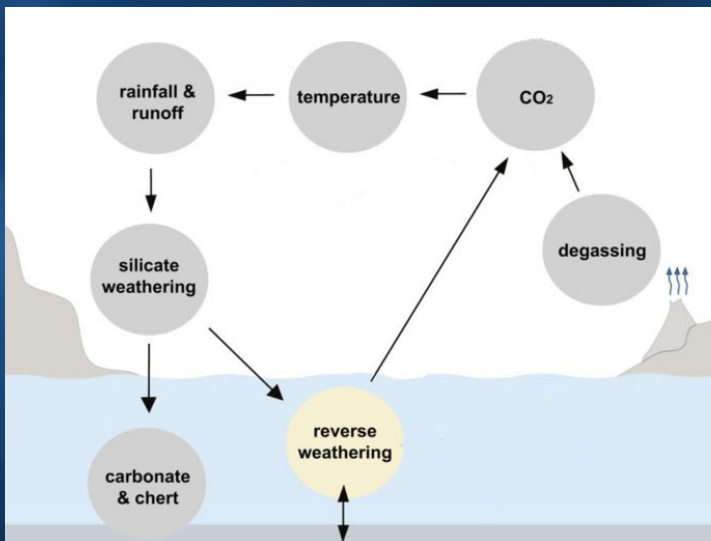 rainfall &
runoff
temperature
CO₂
silicate
weathering
degassing
reverse
weathering
carbonate
& chert